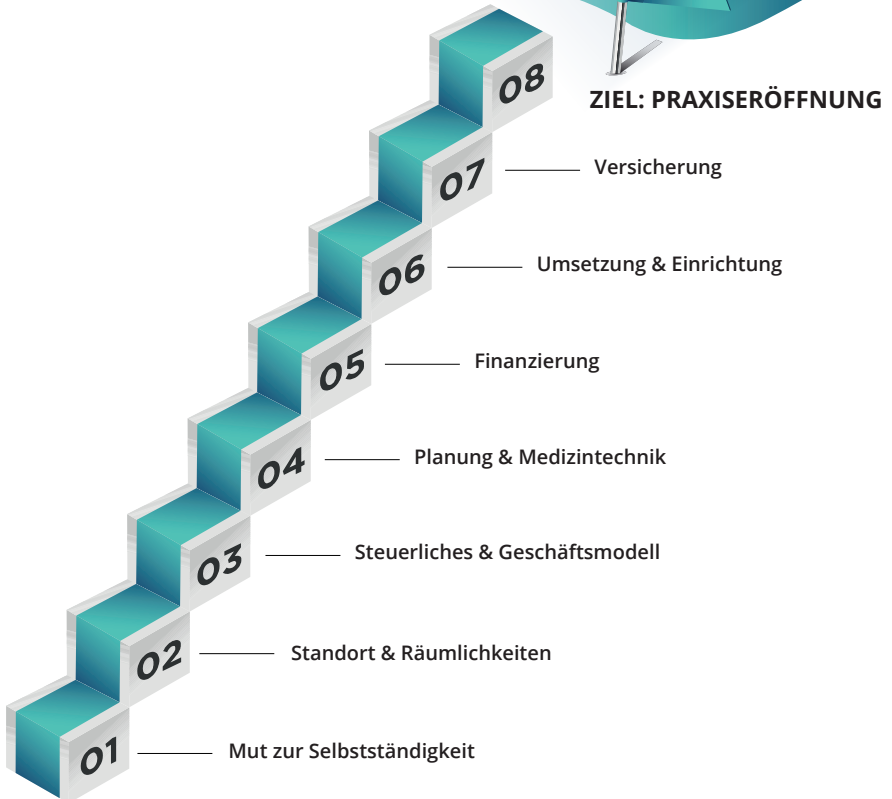 08
ZIEL: PRAXISERÖFFNUNG
07
Versicherung
06
Umsetzung & Einrichtung
05
Finanzierung
04
Planung & Medizintechnik
03
Steuerliches & Geschäftsmodell
02
Standort & Räumlichkeiten
01
Mut zur Selbstständigkeit